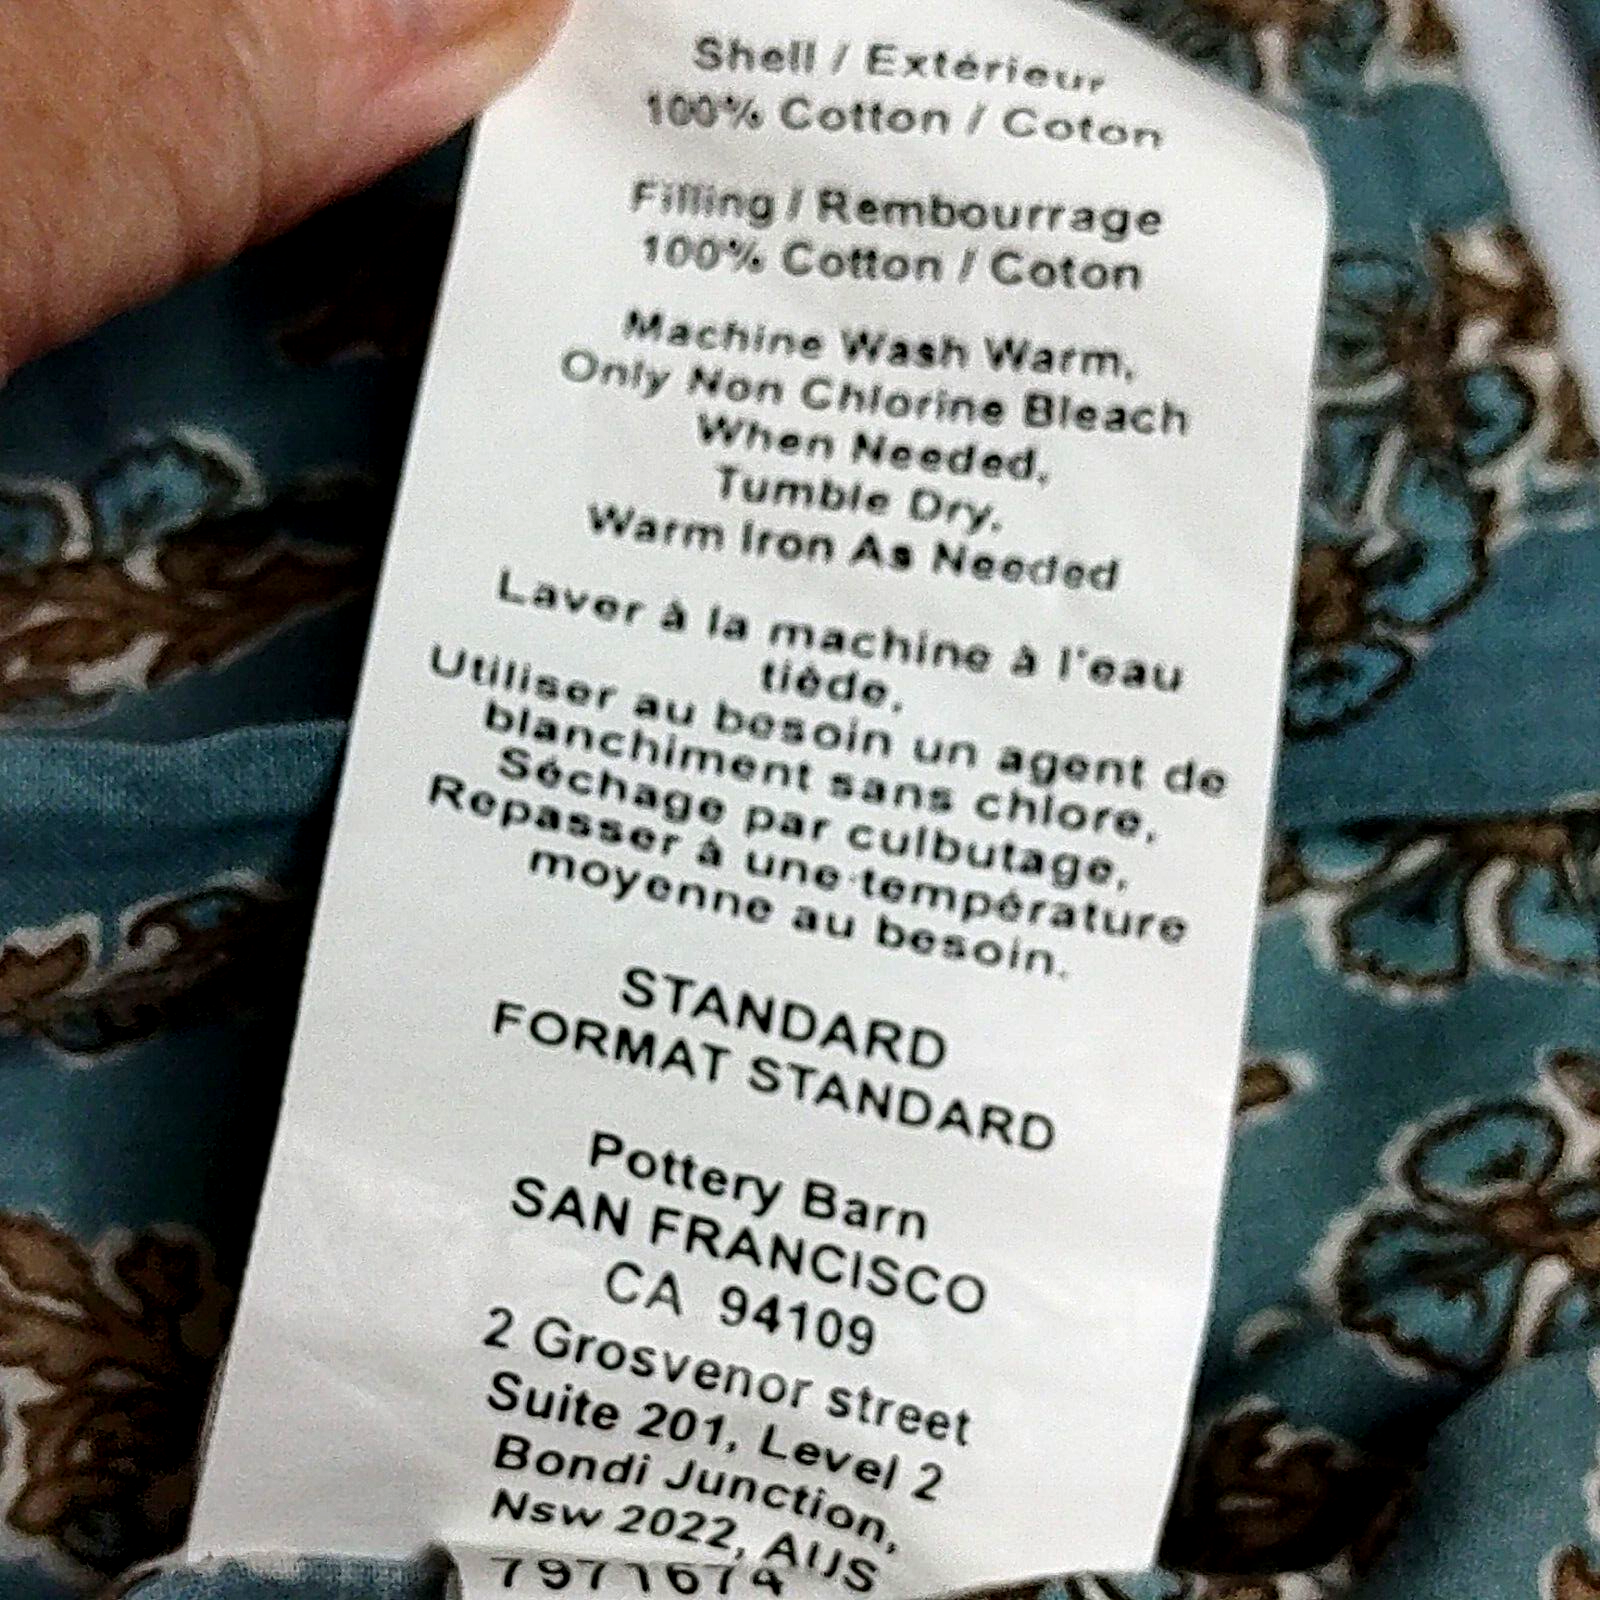 Shell / Extérieur
100% Cotton / Coton
Filling / Rembourrage
100% Cotton / Coton
Machine Wash Warm,
Only Non Chlorine Bleach
When Needed,
Tumble Dry,
Warm Iron As Needed
Laver à la machine à l'eau
tiède,
Utiliser au besoin un agent de
blanchiment sans chlore,
Séchage par culbutage,
Repasser à une température
moyenne au besoin.
STANDARD
FORMAT STANDARD
Pottery Barn
SAN FRANCISCO
CA 94109
2 Grosvenor street
Suite 201, Level 2
Bondi Junction,
Nsw 2022, AUS
7971674